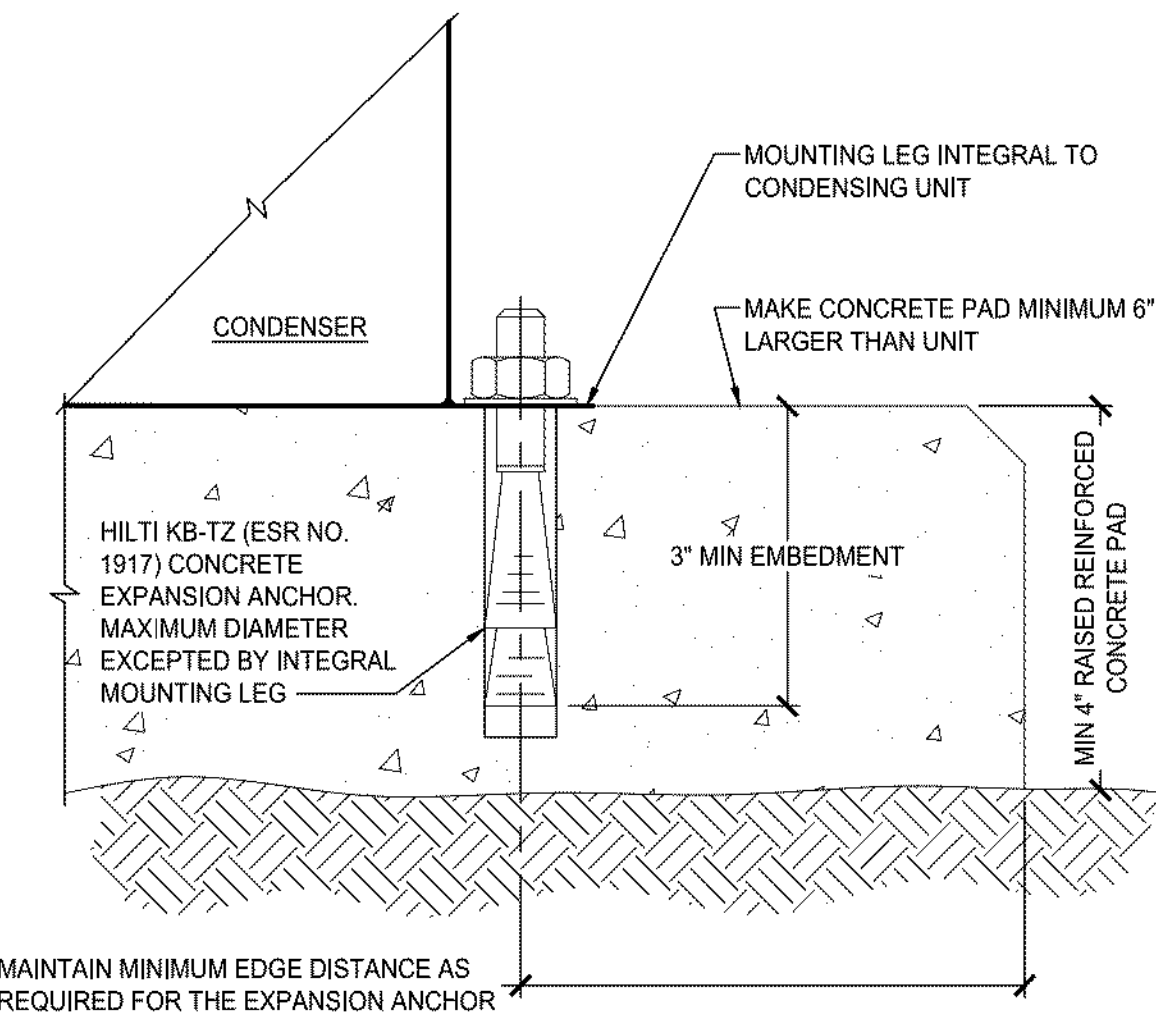 MOUNTING LEG INTEGRAL TO
CONDENSING UNIT
MAKE CONCRETE PAD MINIMUM 6"
LARGER THAN UNIT
CONDENSER
HILTI KB-TZ (ESR NO.
1917) CONCRETE
EXPANSION ANCHOR.
MAXIMUM DIAMETER
EXCEPTED BY INTEGRAL
MOUNTING LEG
3" MIN EMBEDMENT
MIN 4" RAISED REINFORCED
CONCRETE PAD
MAINTAIN MINIMUM EDGE DISTANCE AS
REQUIRED FOR THE EXPANSION ANCHOR